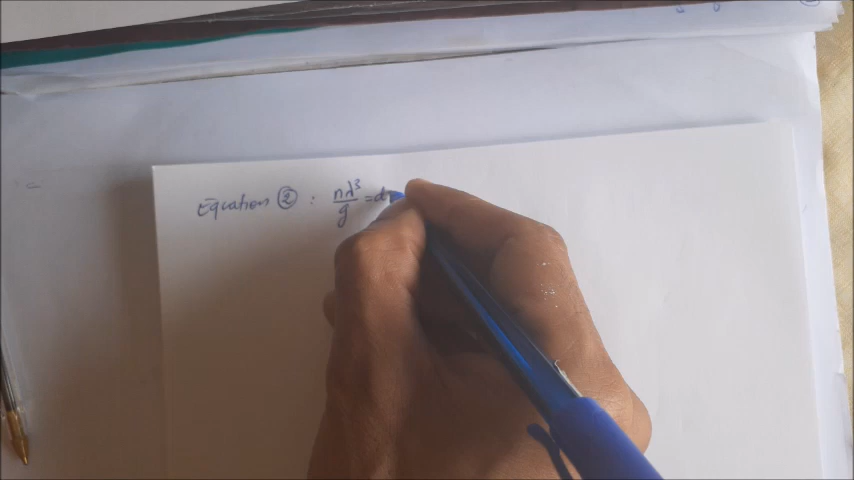 Equation ② : nλ³/g = d